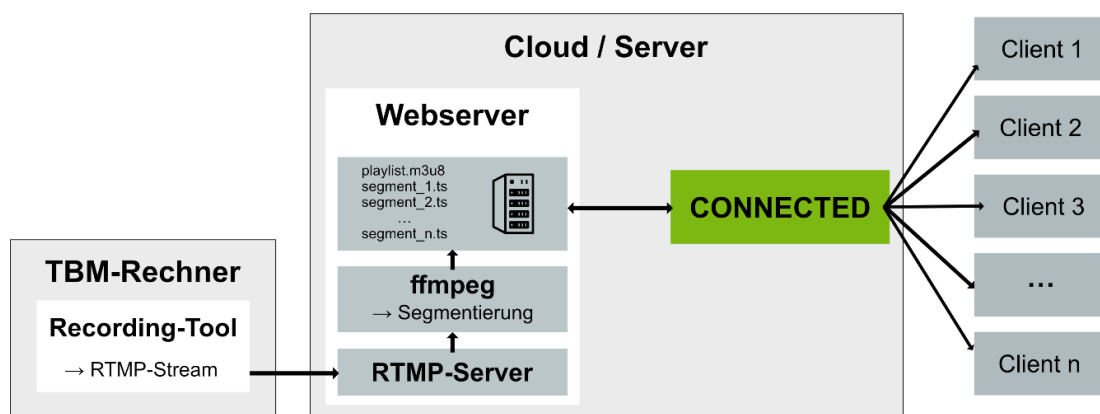 Cloud / Server
Webserver
playlist.m3u8
segment_1.ts
segment_2.ts
...
segment_n.ts
ffmpeg
→ Segmentierung
RTMP-Server
TBM-Rechner
Recording-Tool
→ RTMP-Stream
CONNECTED
Client 1
Client 2
Client 3
...
Client n